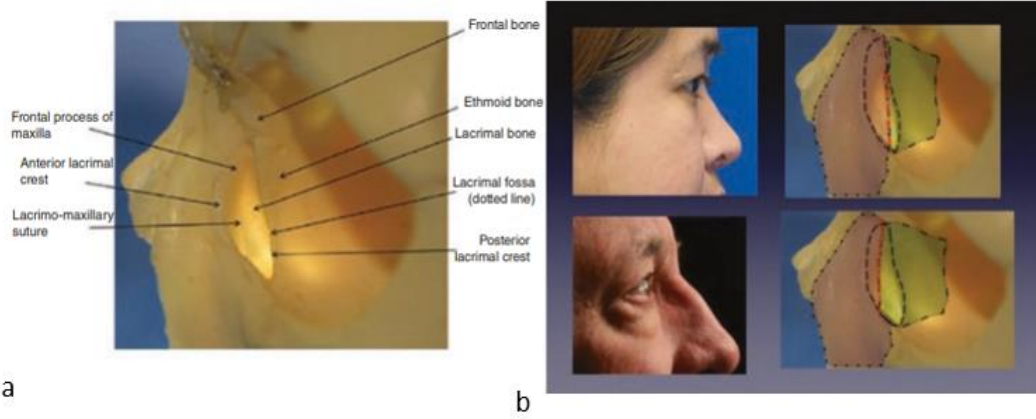 Frontal bone
Ethmoid bone
Lacrimal bone
Lacrimal fossa
(dotted line)
Posterior
lacrimal crest
Frontal process of
maxilla
Anterior lacrimal
crest
Lacrimo-maxillary
suture
a
b